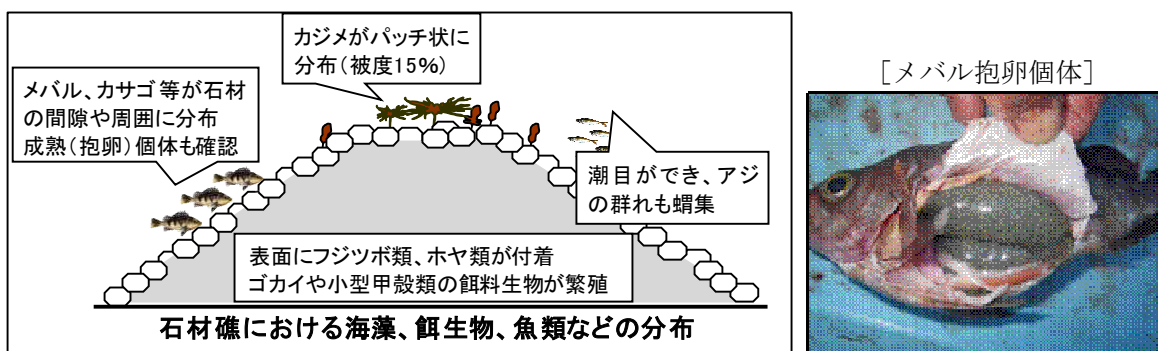 カジメがパッチ状に
分布(被度15%)
メバル、カサゴ等が石材
の間隙や周囲に分布
成熟(抱卵)個体も確認
潮目ができ、アジ
の群れも蝟集
表面にフジツボ類、ホヤ類が付着
ゴカイや小型甲殻類の餌料生物が繁殖
石材礁における海藻、餌生物、魚類などの分布
[メバル抱卵個体]